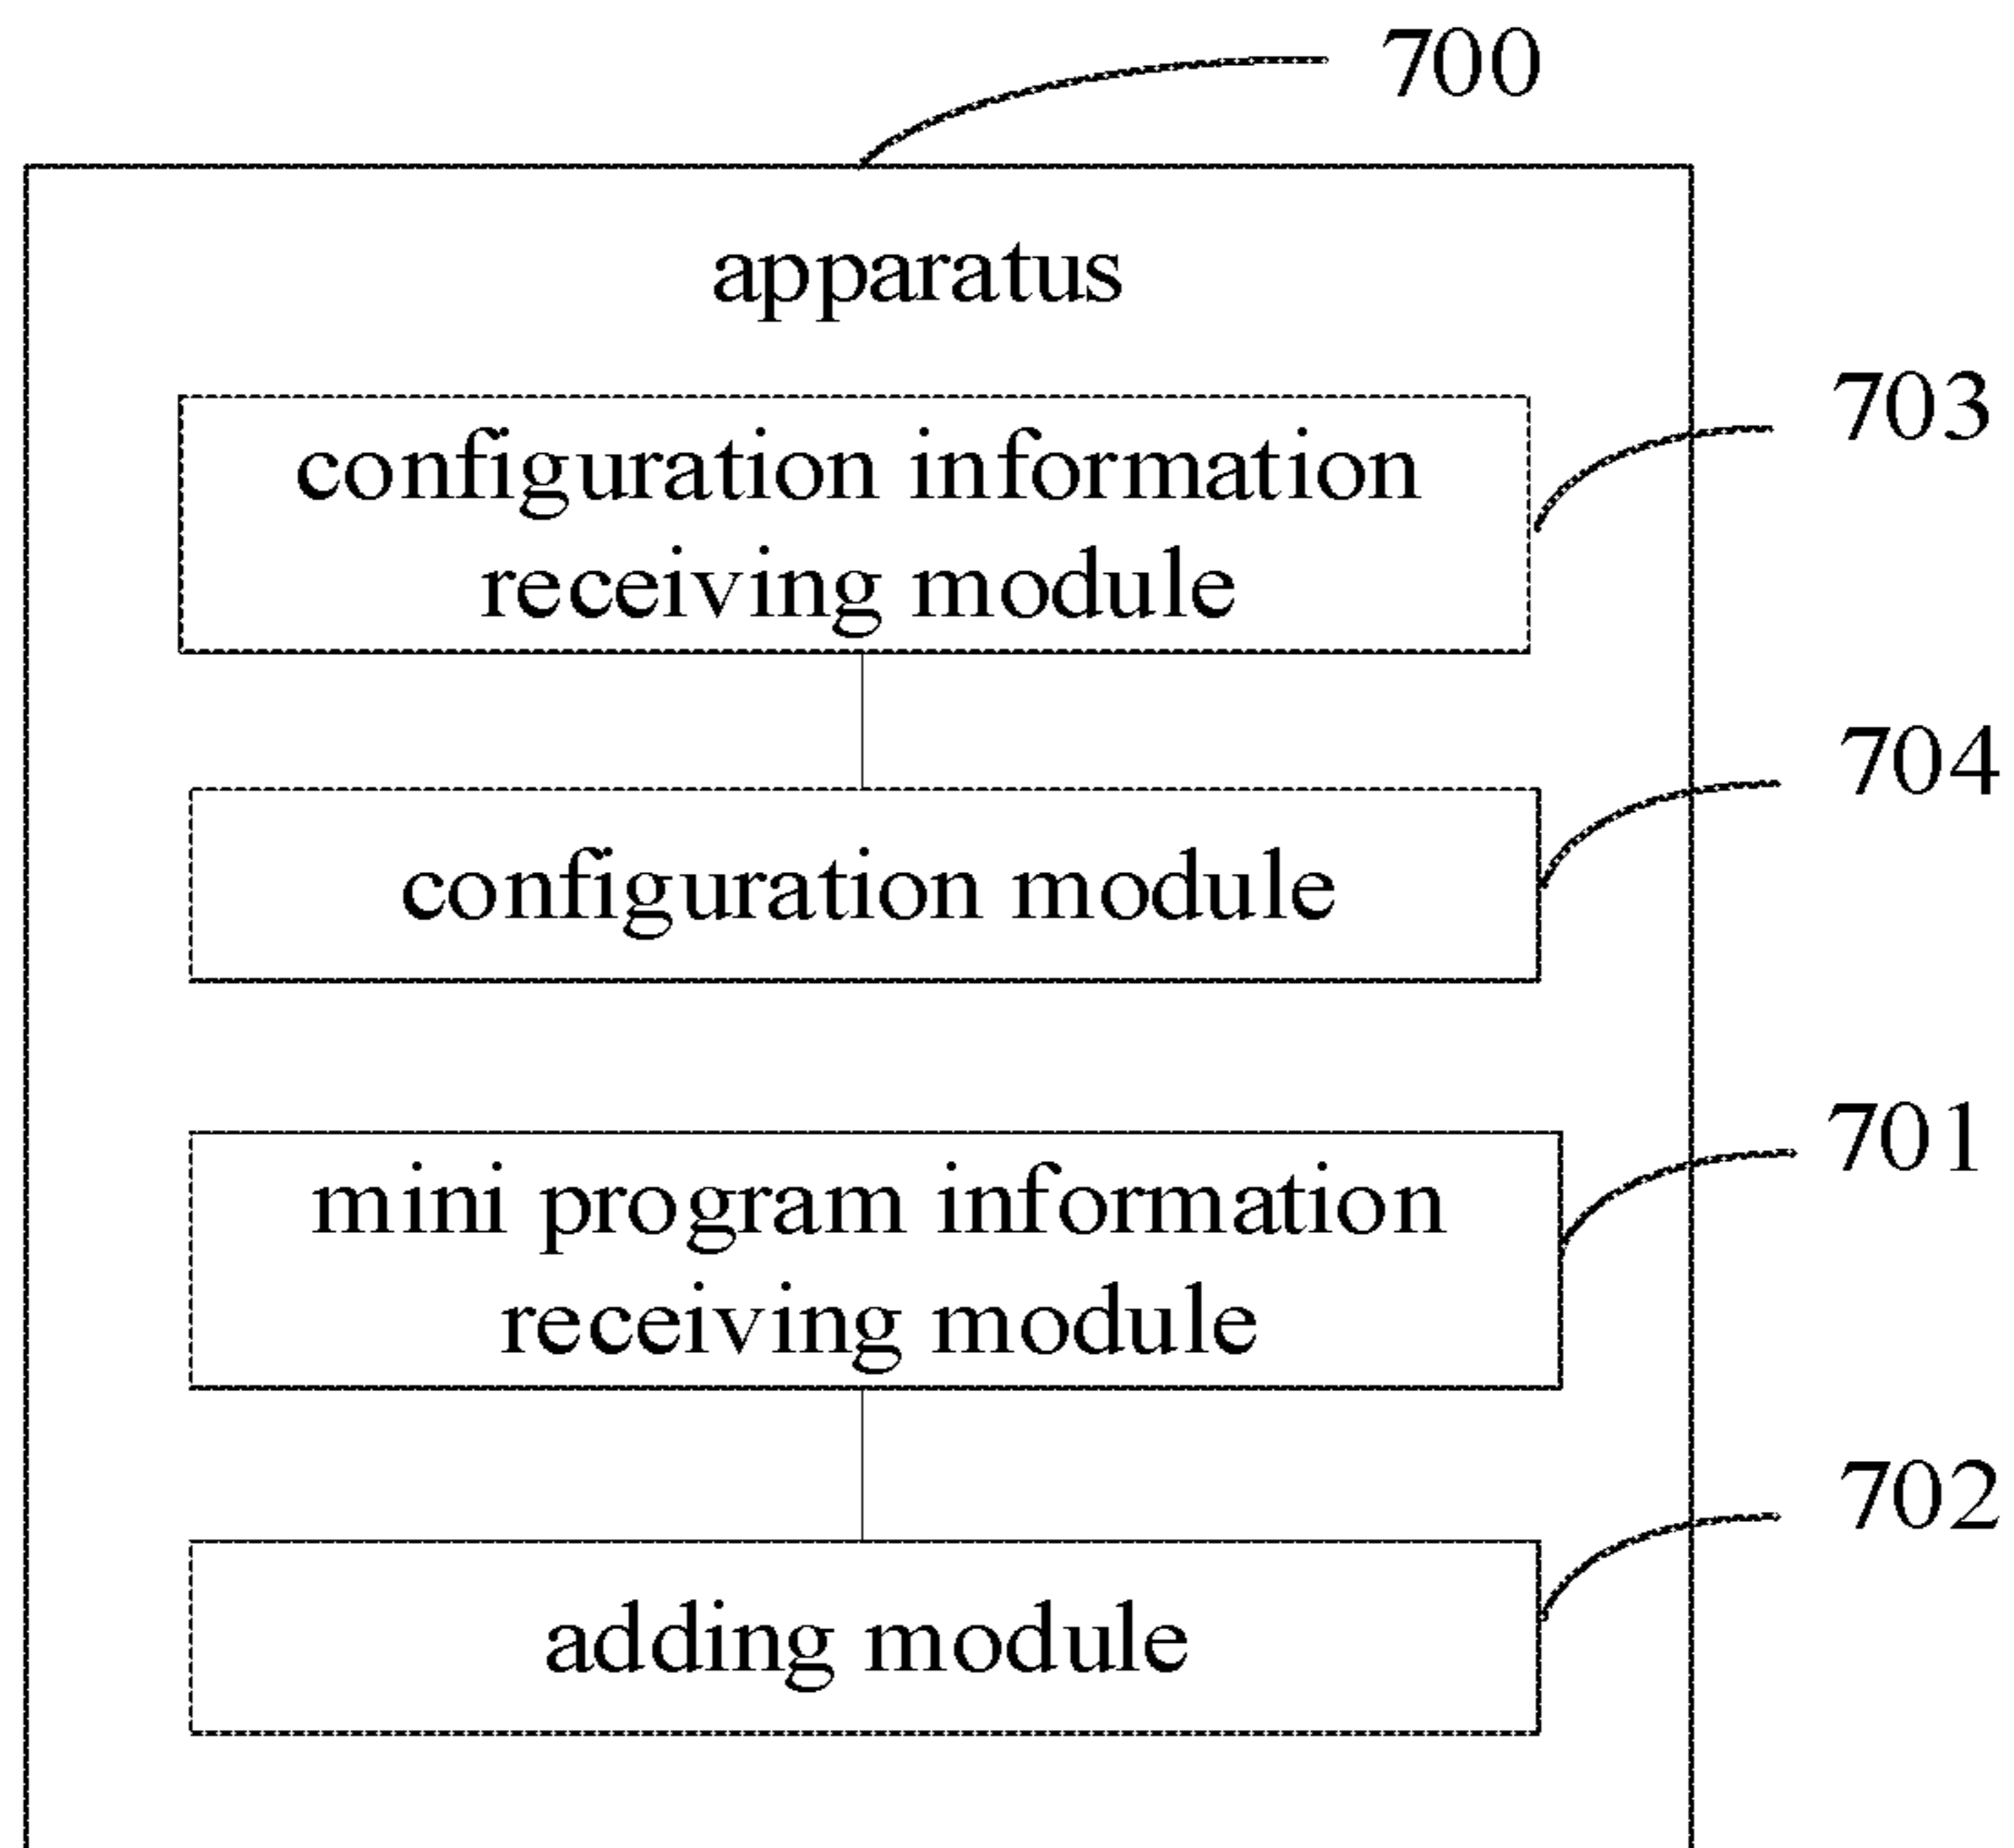 700
apparatus
703
configuration information
receiving module
704
configuration module
701
mini program information
receiving module
702
adding module